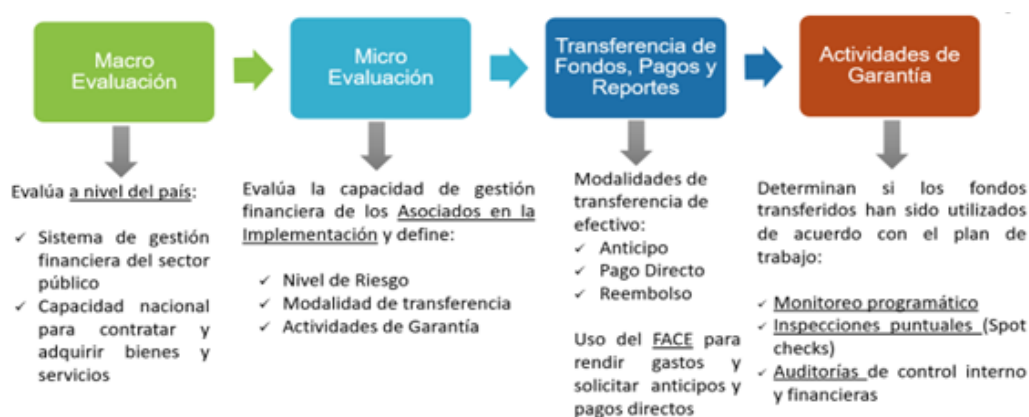 Macro
Evaluación
Micro
Evaluación
Transferencia de
Fondos, Pagos y
Reportes
Actividades de
Garantía
Evalúa a nivel del país:
✓ Sistema de gestión
financiera del sector
público
✓ Capacidad nacional
para contratar y
adquirir bienes y
servicios
Evalúa la capacidad de gestión
financiera de los Asociados en la
Implementación y define:
✓ Nivel de Riesgo
✓ Modalidad de transferencia
✓ Actividades de Garantía
Modalidades de
transferencia de
efectivo:
✓ Anticipo
✓ Pago Directo
✓ Reembolso
Uso del FACE para
rendir gastos y
solicitar anticipos y
pagos directos
Determinan si los fondos
transferidos han sido utilizados
de acuerdo con el plan de
trabajo:
✓ Monitoreo programático
✓ Inspecciones puntuales (Spot
checks)
✓ Auditorías de control interno
y financieras